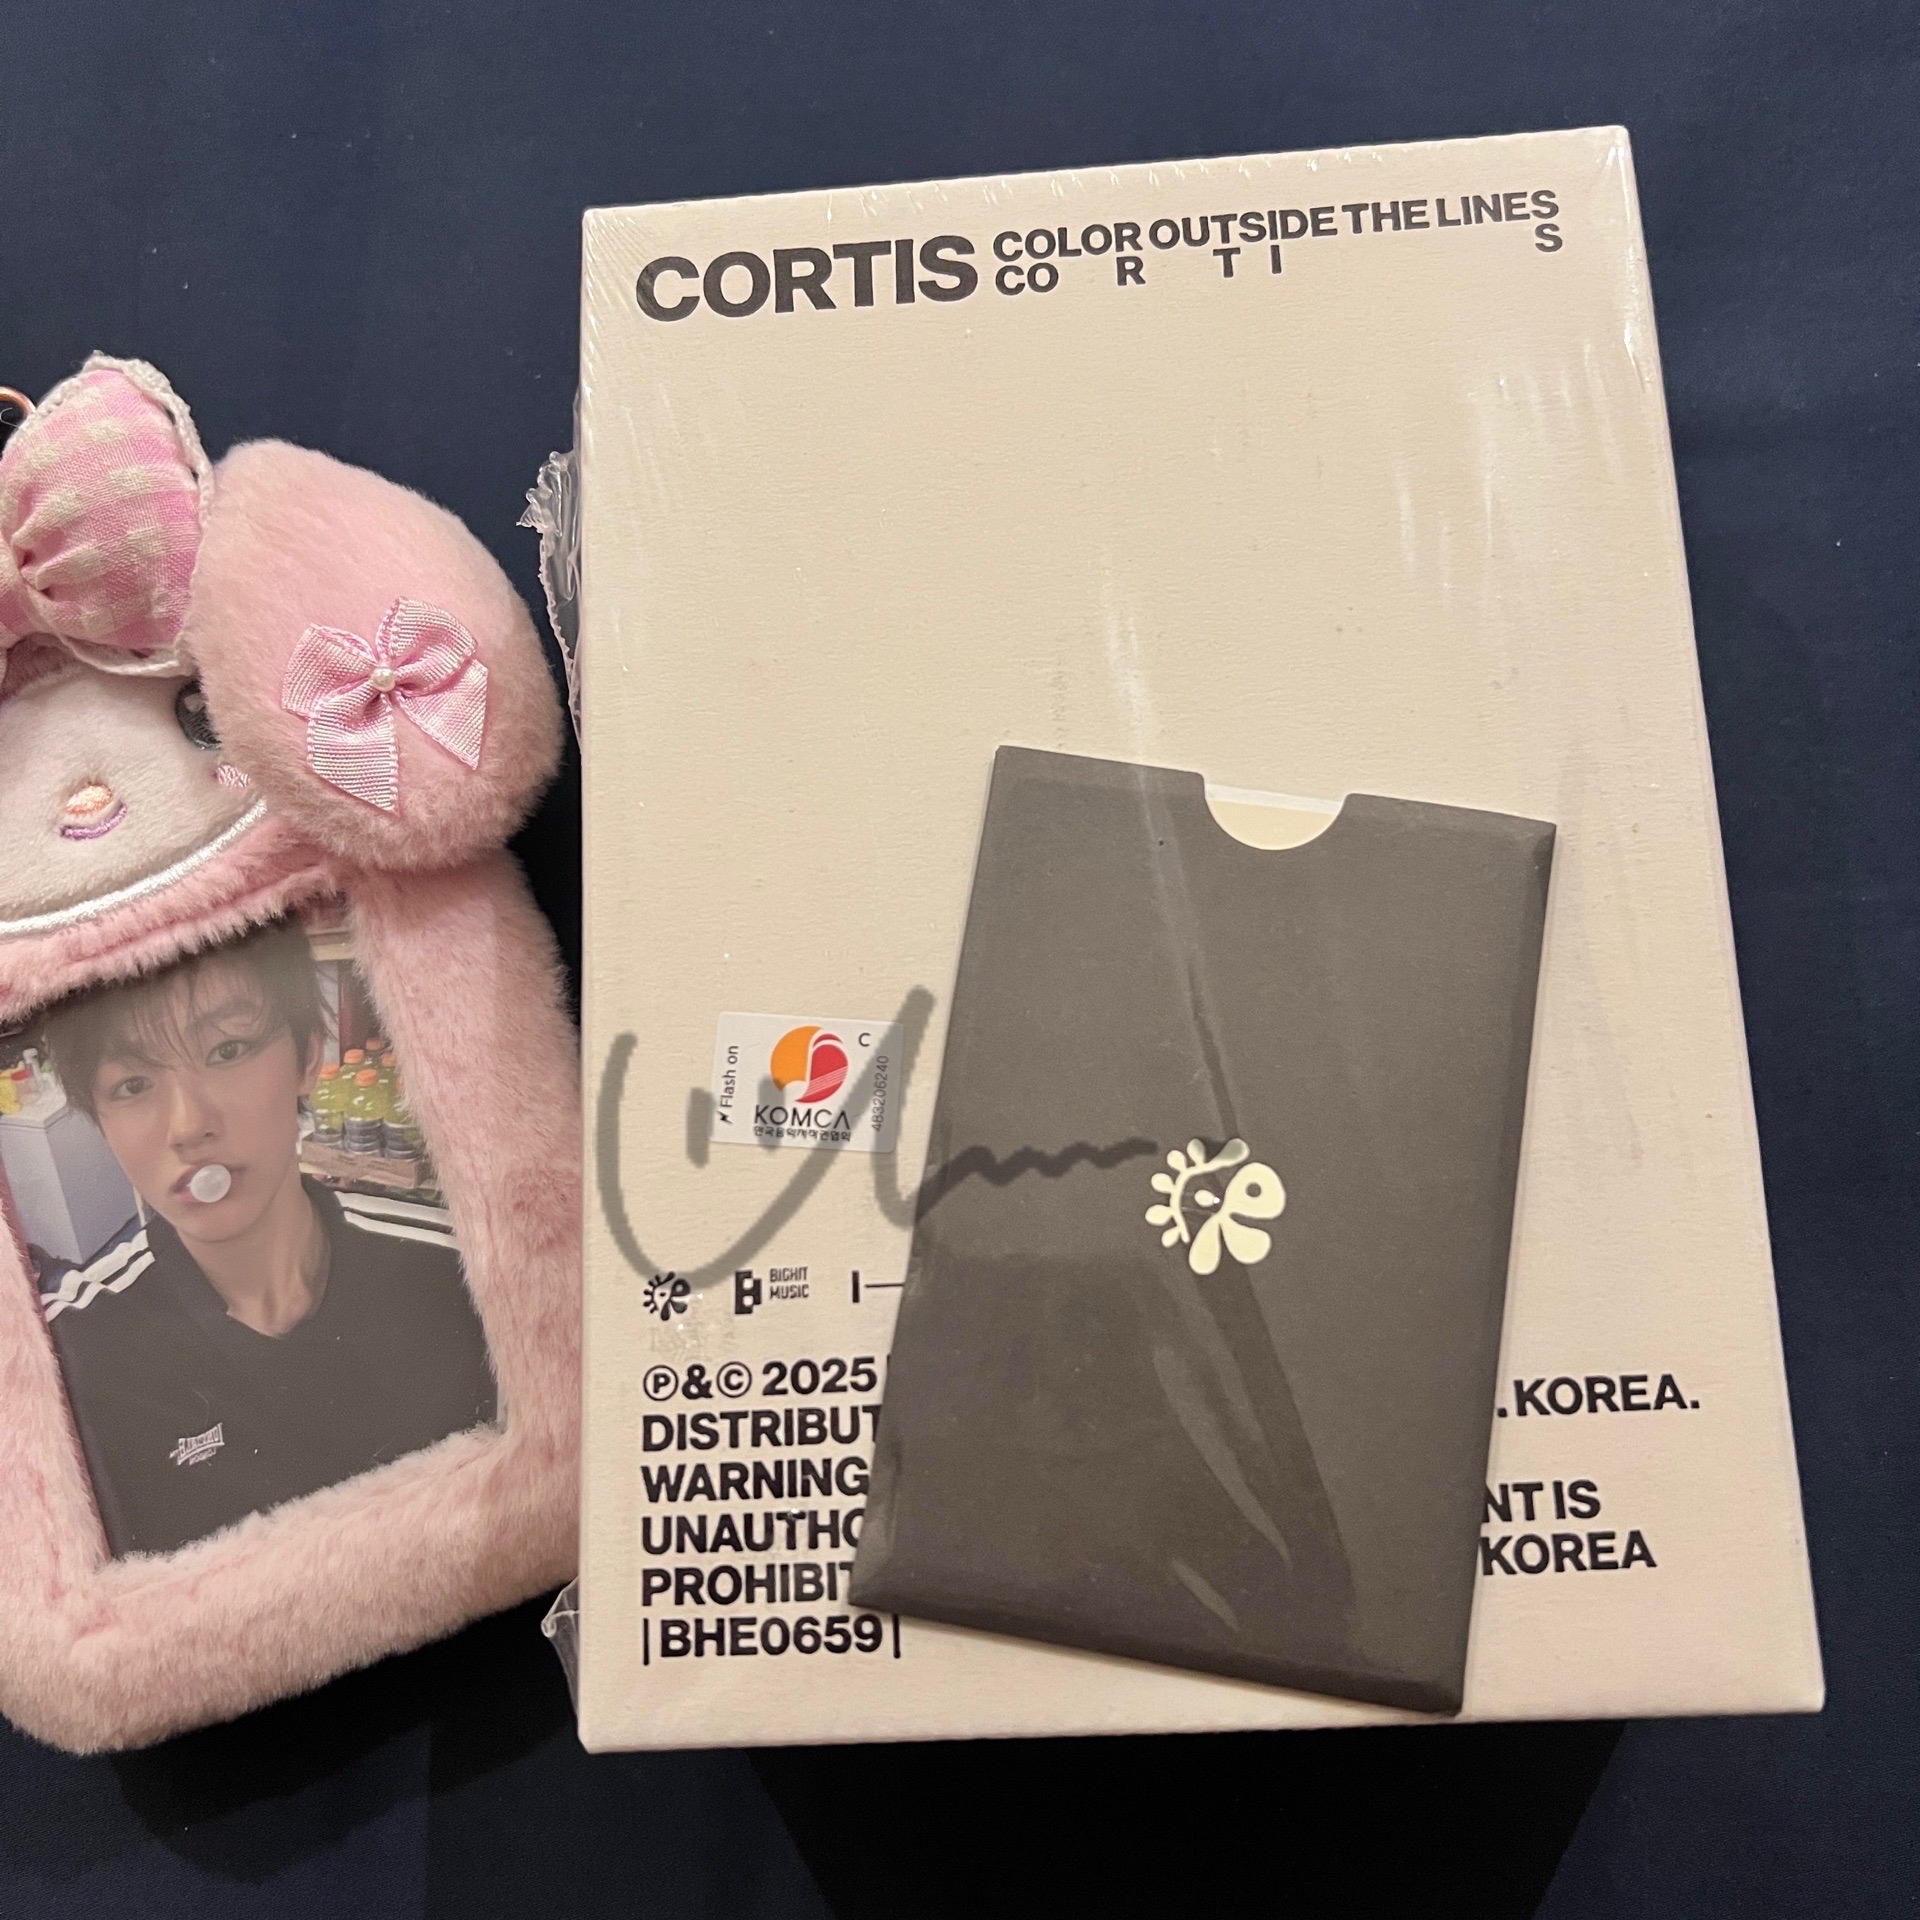 CORTIS COLOR OUTSIDE THE LINES
CO R T I S
Flash on
C
KOMCA
한국음악저작권협회
483206240
BIGHIT
MUSIC
Ⓟ&© 2025
. KOREA.
DISTRIBUT
WARNING
NT IS
UNAUTHO
KOREA
PROHIBIT
|BHE0659|